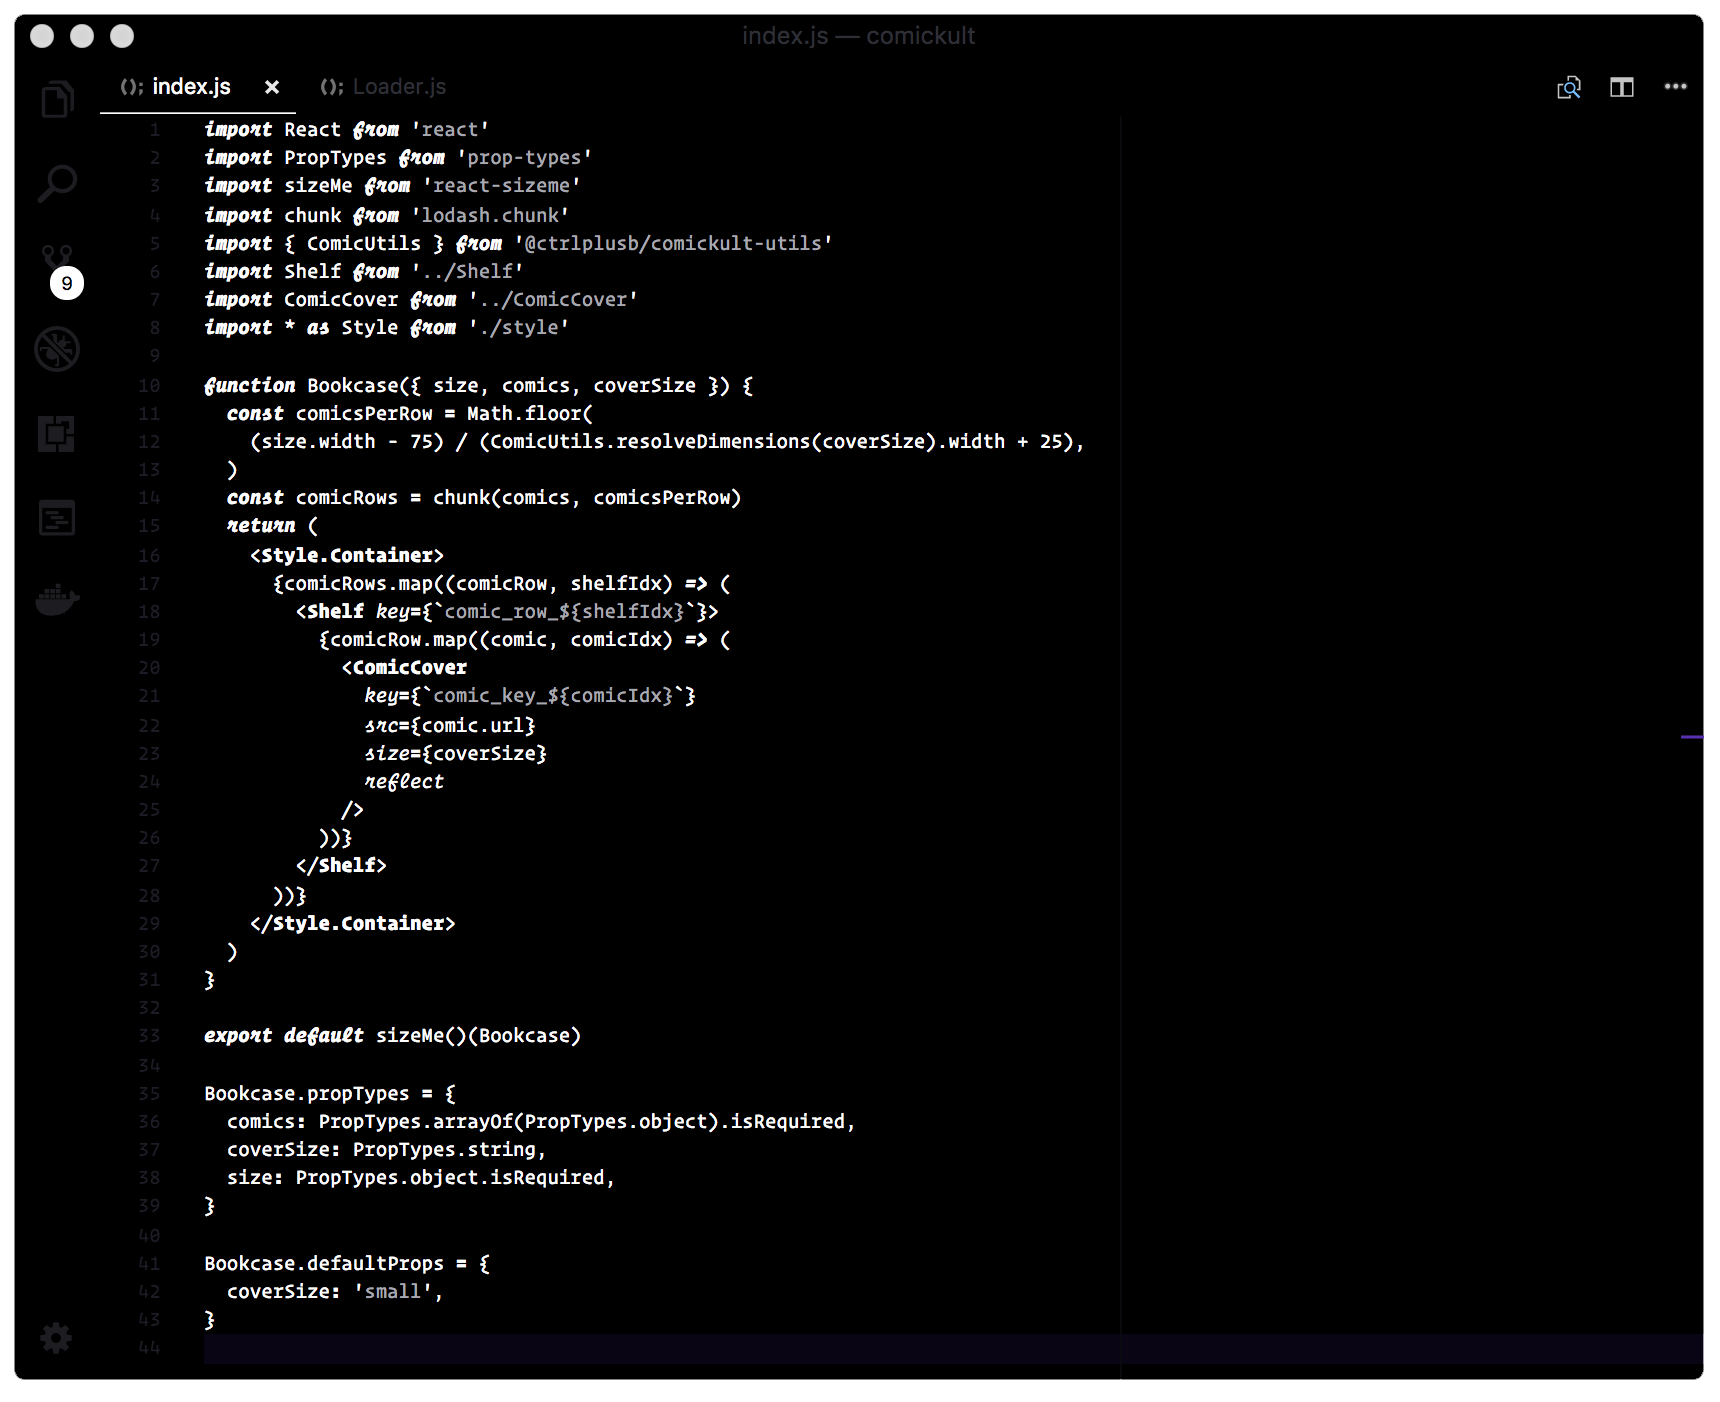 index.js — comickult
(); index.js × (); Loader.js
9
1 import React from 'react'
2 import PropTypes from 'prop-types'
3 import sizeMe from 'react-sizeme'
4 import chunk from 'lodash.chunk'
5 import { ComicUtils } from '@ctrlplusb/comickult-utils'
6 import Shelf from '../Shelf'
7 import ComicCover from '../ComicCover'
8 import * as Style from './style'
9
10 function Bookcase({ size, comics, coverSize }) {
11   const comicsPerRow = Math.floor(
12     (size.width - 75) / (ComicUtils.resolveDimensions(coverSize).width + 25),
13   )
14   const comicRows = chunk(comics, comicsPerRow)
15   return (
16     <Style.Container>
17       {comicRows.map((comicRow, shelfIdx) => (
18         <Shelf key={`comic_row_${shelfIdx}`}>
19           {comicRow.map((comic, comicIdx) => (
20             <ComicCover
21               key={`comic_key_${comicIdx}`}
22               src={comic.url}
23               size={coverSize}
24               reflect
25             />
26           ))}
27         </Shelf>
28       ))}
29     </Style.Container>
30   )
31 }
32
33 export default sizeMe()(Bookcase)
34
35 Bookcase.propTypes = {
36   comics: PropTypes.arrayOf(PropTypes.object).isRequired,
37   coverSize: PropTypes.string,
38   size: PropTypes.object.isRequired,
39 }
40
41 Bookcase.defaultProps = {
42   coverSize: 'small',
43 }
44